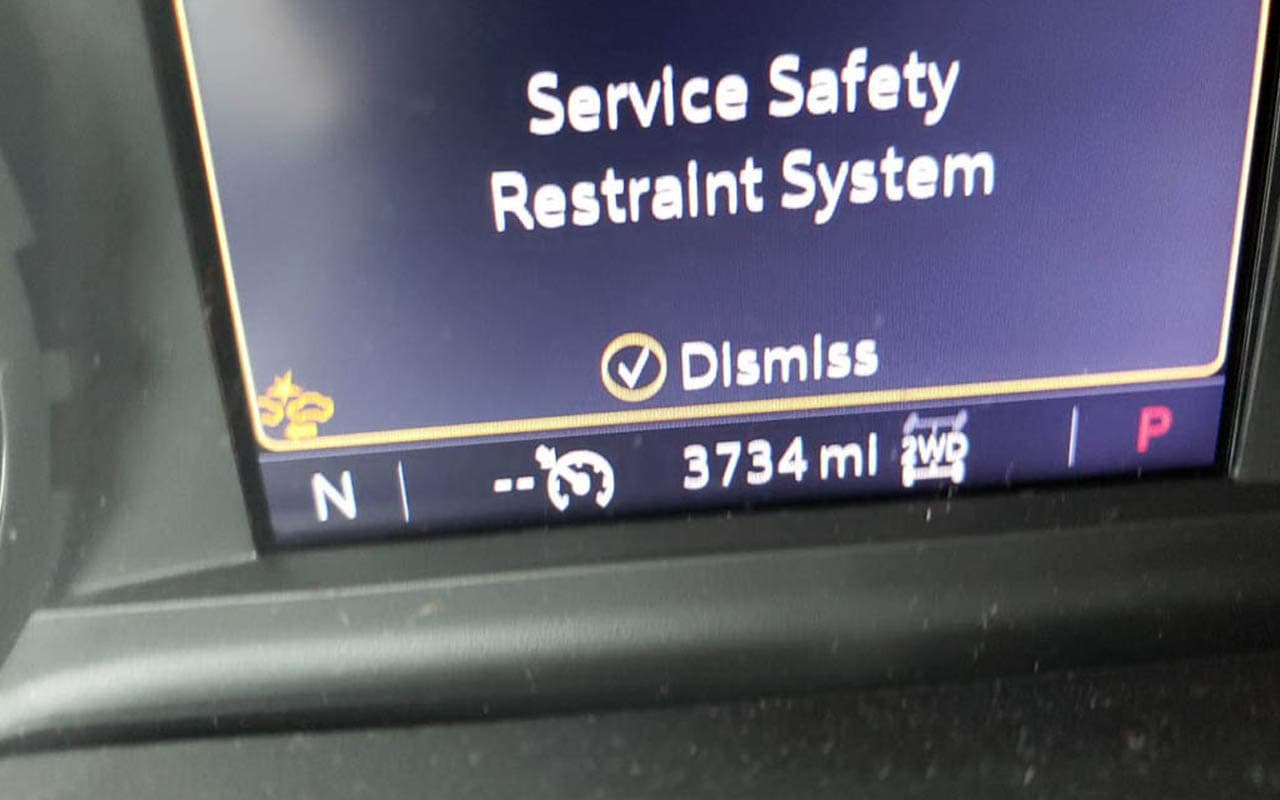 Service Safety
Restraint System
Dismiss
N -- 3734 mi 2WD P